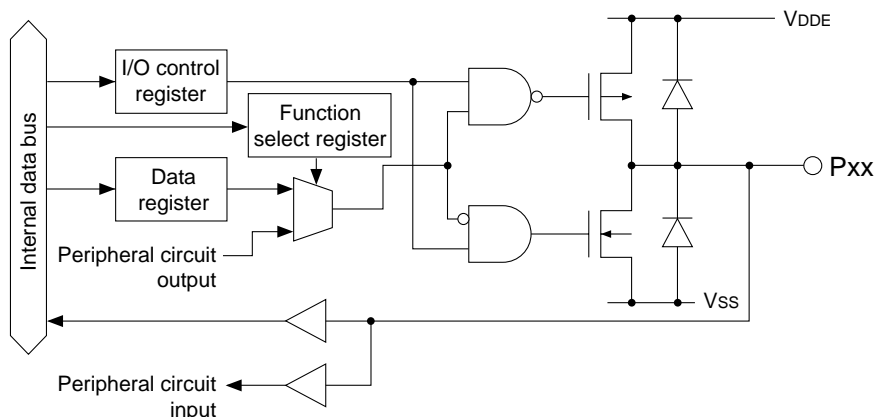 VDDE
I/O control
register
Function
select register
Internal data bus
Data
register
Pxx
Peripheral circuit
output
VSS
Peripheral circuit
input